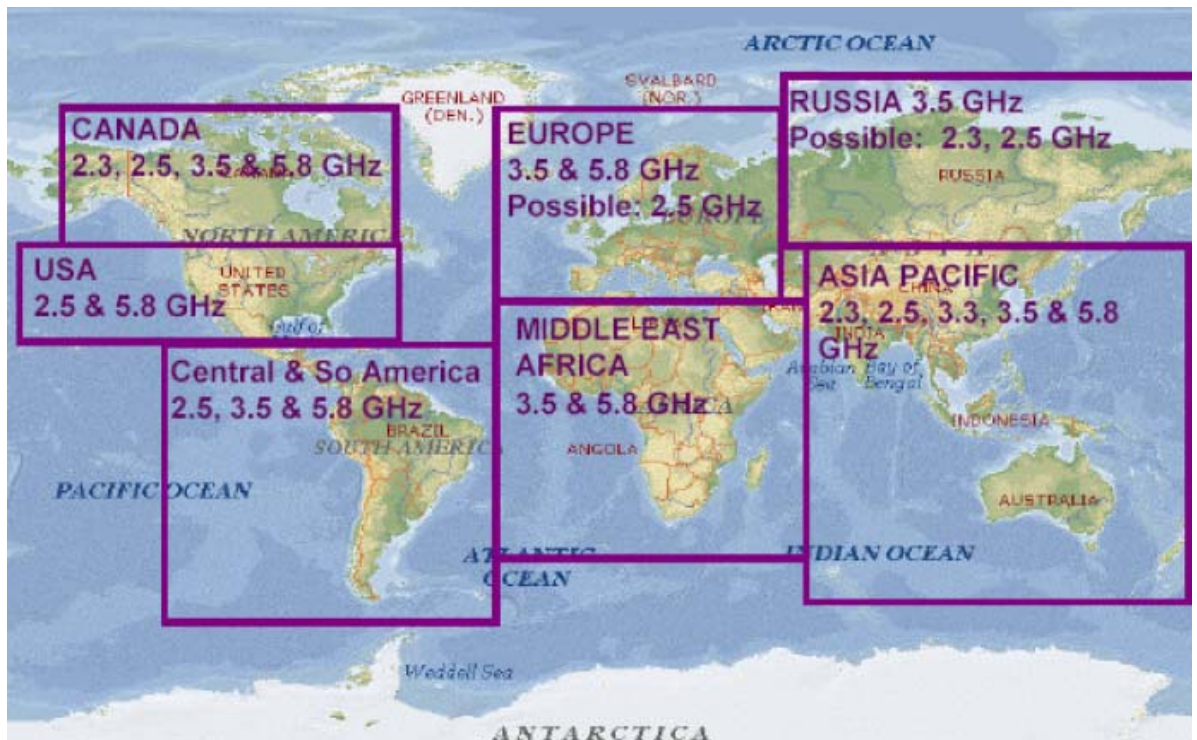 ARCTIC OCEAN
GREENLAND
(DEN.)
SVALBARD
(NOR.)
CANADA
2.3, 2.5, 3.5 & 5.8 GHz
NORTH AMERIC
USA
2.5 & 5.8 GHz
UNITED
STATES
Gulf of
Central & So America
2.5, 3.5 & 5.8 GHz
BRAZIL
SOUTH AMERICA
PACIFIC OCEAN
EUROPE
3.5 & 5.8 GHz
Possible: 2.5 GHz
EUROPE
MIDDLE EAST
AFRICA
3.5 & 5.8 GHz
ANGOLA
ATLANTIC
OCEAN
RUSSIA 3.5 GHz
Possible: 2.3, 2.5 GHz
RUSSIA
ASIA PACIFIC
2.3, 2.5, 3.3, 3.5 & 5.8
GHz
CHINA
INDIA
Arabian
Sea
Bay of
Bengal
INDONESIA
AUSTRALIA
INDIAN OCEAN
Weddell Sea
ANTARCTICA